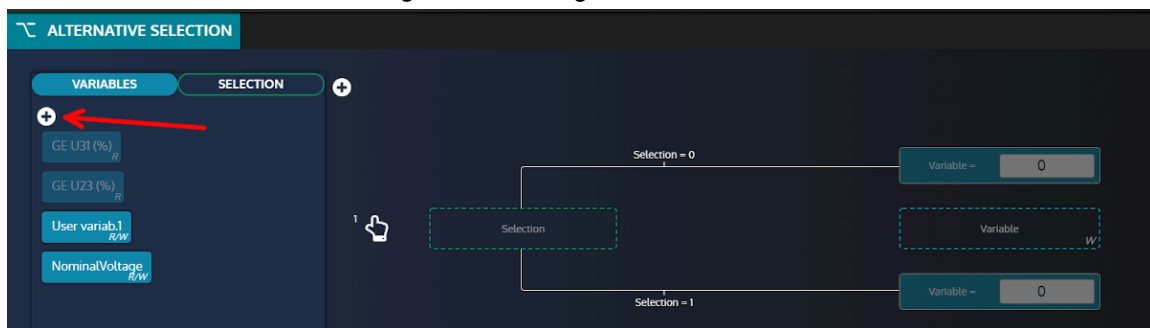 ALTERNATIVE SELECTION
VARIABLES
SELECTION
GE U31 (%)
R
GE U23 (%)
R
User variab.1
R/W
NominalVoltage
R/W
1
Selection = 0
Variable = 0
Selection
Variable
W
Variable = 0
Selection = 1